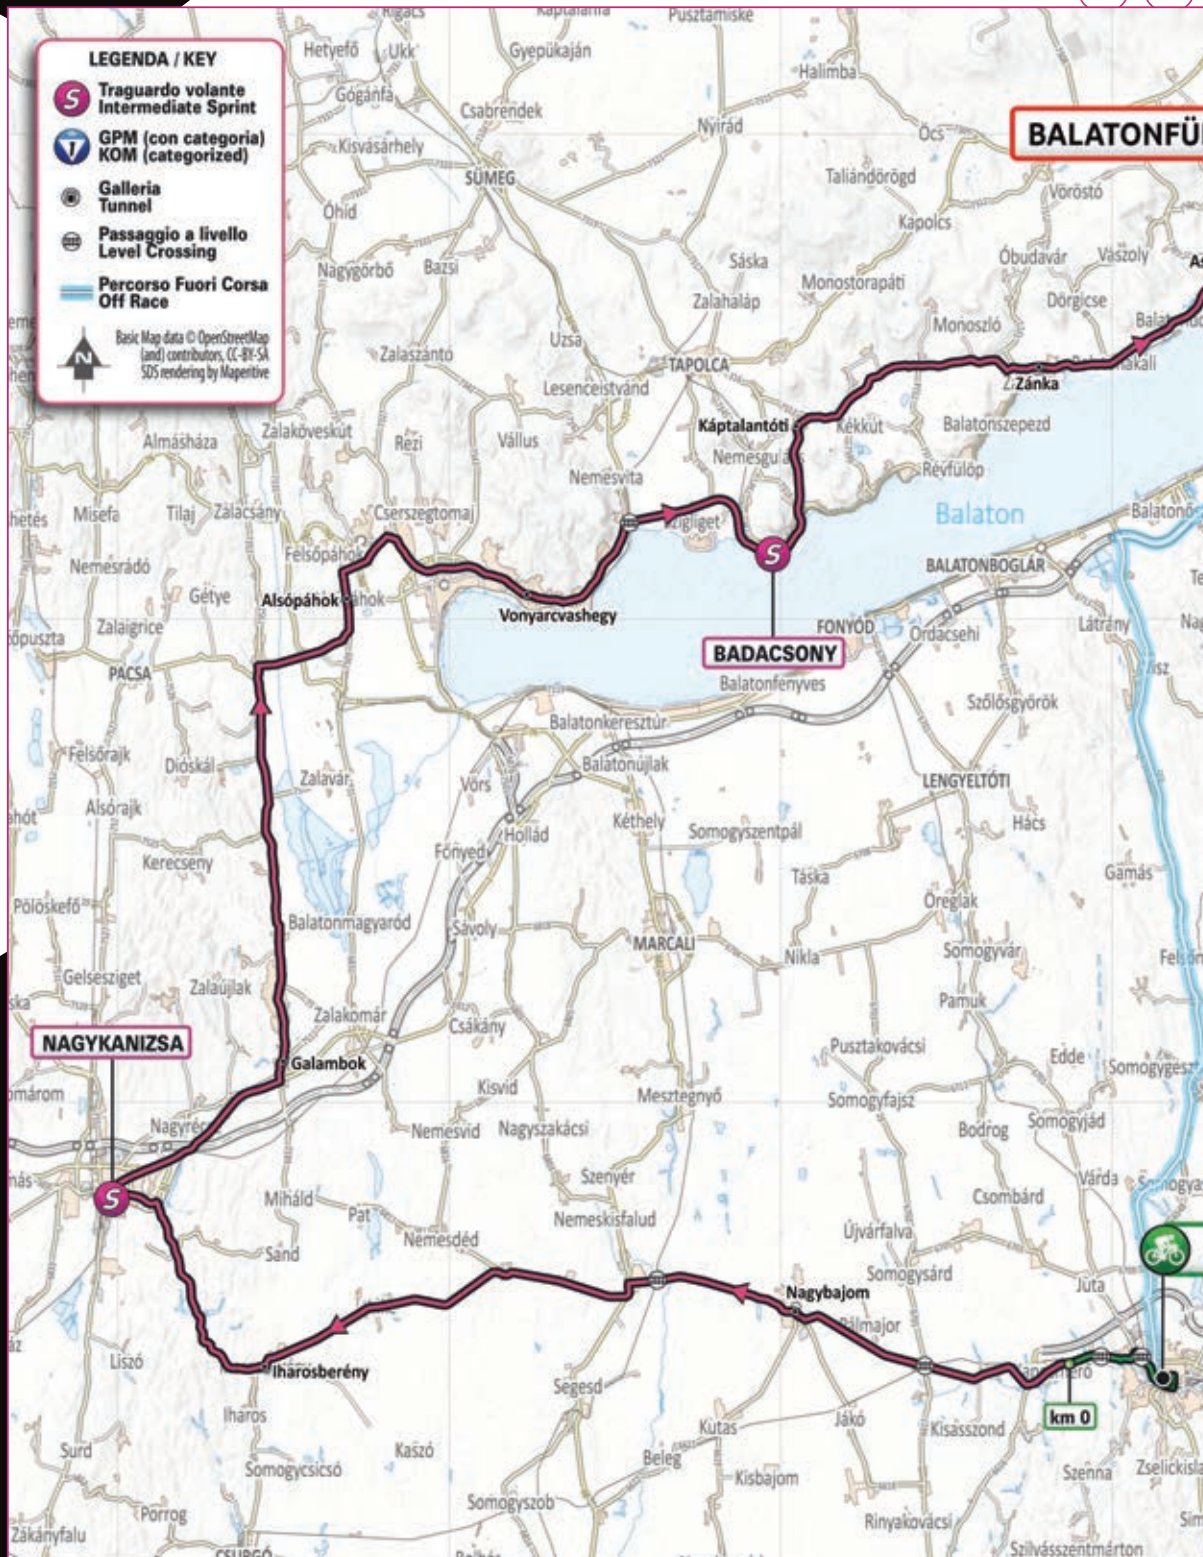 LEGENDA / KEY
Traguardo volante
Intermediate Sprint
GPM (con categoria)
KOM (categorized)
Galleria
Tunnel
Passaggio a livello
Level Crossing
Percorso Fuori Corsa
Off Race
Basic Map data © OpenStreetMap
(and) contributors, CC-BY-SA
SDS rendering by Maperitive
N
Pusztamiske
Hetyefő
Ukk
Gyepükaján
Gógánfa
Halimba
Csabrendek
Nyirád
Öcs
BALATONFÜ
Kisvásárhely
SÜMEG
Taliándörögd
Vöröstó
Óhíd
Kapolcs
Nagygörbő
Bazsi
Sáska
Óbudavár
Vászoly
Monostorapáti
Zalahaláp
Dörgicse
Uzsa
Monoszló
Zalaszántó
TAPOLCA
Lesenceistvánd
Zánka
Almásháza
Zalaköveskút
Rezi
Vállus
Káptalantóti
Kékkút
Balatonszepezd
Nemesvita
Révfülöp
Misefa
Tilaj
Zalacsány
Cserszegtomaj
S
Balaton
Felsőpáhok
Nemesrádó
BALATONBOGLÁR
Gétye
Alsópáhok
Vonyarcvashegy
Zalaigrice
FONYÓD
Ordacsehi
Látrány
BADACSONY
PACSA
Balatonfenyves
Szőlősgyörök
Balatonkeresztúr
Felsőrajk
Dióskál
Zalavár
Balatonújlak
Vörs
LENGYELTÓTI
Alsórajk
Kéthely
Somogyszentpál
Hács
Hollád
Főnyed
Kerecseny
Táska
Gamás
Pölöskefő
Öreglak
Balatonmagyaród
Sávoly
MARCALI
Nikla
Somogyvár
Gelsesziget
Zalaújlak
Pamuk
Zalakomár
Csákány
NAGYKANIZSA
Pusztakovácsi
Edde
Galambok
Kisvid
Mesztegnyő
Somogyfajsz
Somogyjád
Nemesvid
Nagyszakácsi
Bodrog
Szenyér
Várda
S
Miháld
Pat
Nemeskisfalud
Csombárd
Nemesdéd
Újvárfalva
Sand
Somogysárd
Juta
Nagybajom
Pálmajor
Liszó
Iharosberény
Segesd
km 0
Iharos
Kutas
Jákó
Kisasszond
Surd
Kaszó
Beleg
Somogycsicsó
Kisbajom
Szenna
Zselickisla
Porrog
Somogyszob
Rinyakovácsi
Zákányfalu
CSURGÓ
Szilvásszentmárton